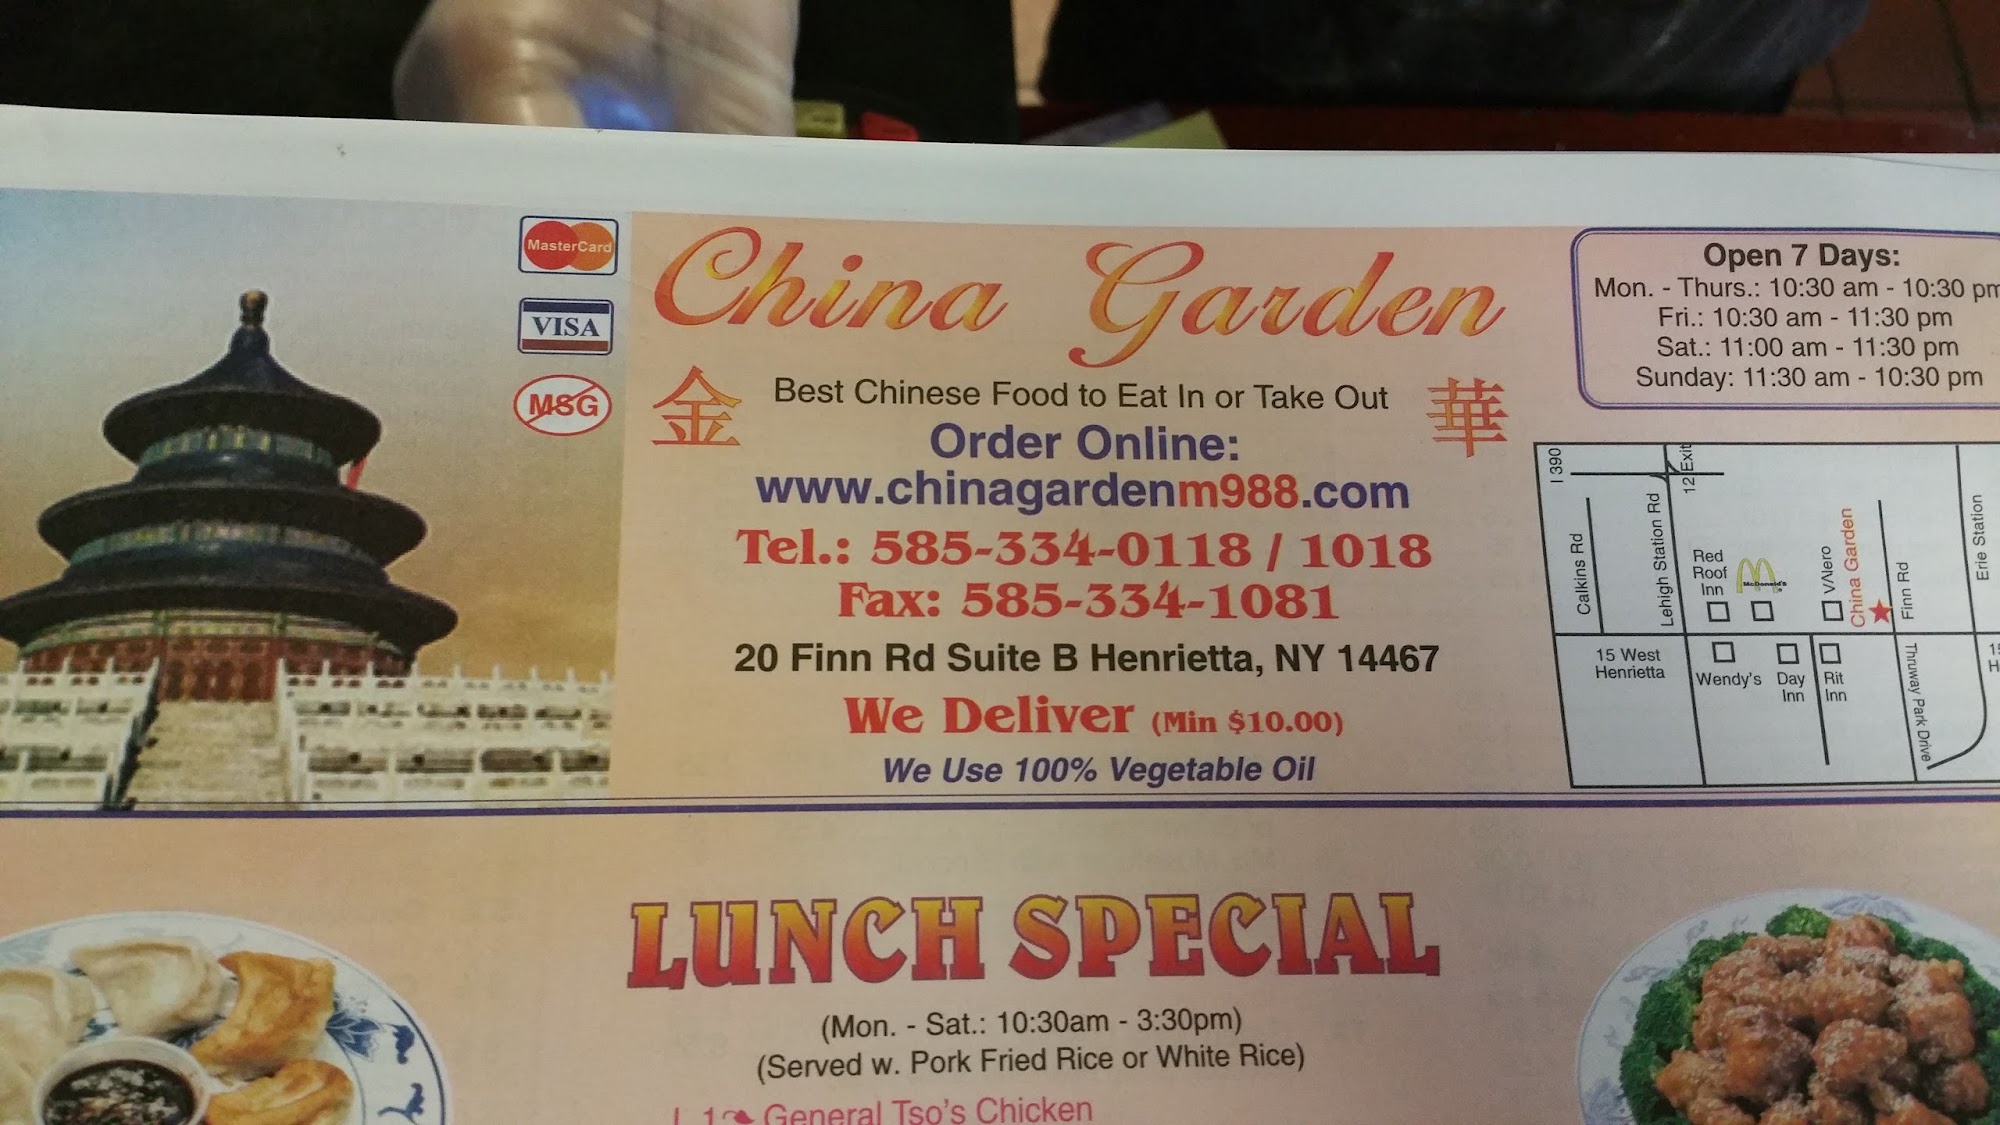 MasterCard
VISA
MSG
China Garden
金 華
Best Chinese Food to Eat In or Take Out
Order Online:
www.chinagardenm988.com
Tel.: 585-334-0118 / 1018
Fax: 585-334-1081
20 Finn Rd Suite B Henrietta, NY 14467
We Deliver (Min $10.00)
We Use 100% Vegetable Oil
Open 7 Days:
Mon. - Thurs.: 10:30 am - 10:30 pm
Fri.: 10:30 am - 11:30 pm
Sat.: 11:00 am - 11:30 pm
Sunday: 11:30 am - 10:30 pm
I 390
12 Exit
Calkins Rd
Lehigh Station Rd
Red
Roof
Inn
McDonald's
VAlero
China Garden
Finn Rd
Erie Station
15 West
Henrietta
Wendy's
Day
Inn
Rit
Inn
Thruway Park Drive
LUNCH SPECIAL
(Mon. - Sat.: 10:30am - 3:30pm)
(Served w. Pork Fried Rice or White Rice)
L 1 General Tso's Chicken